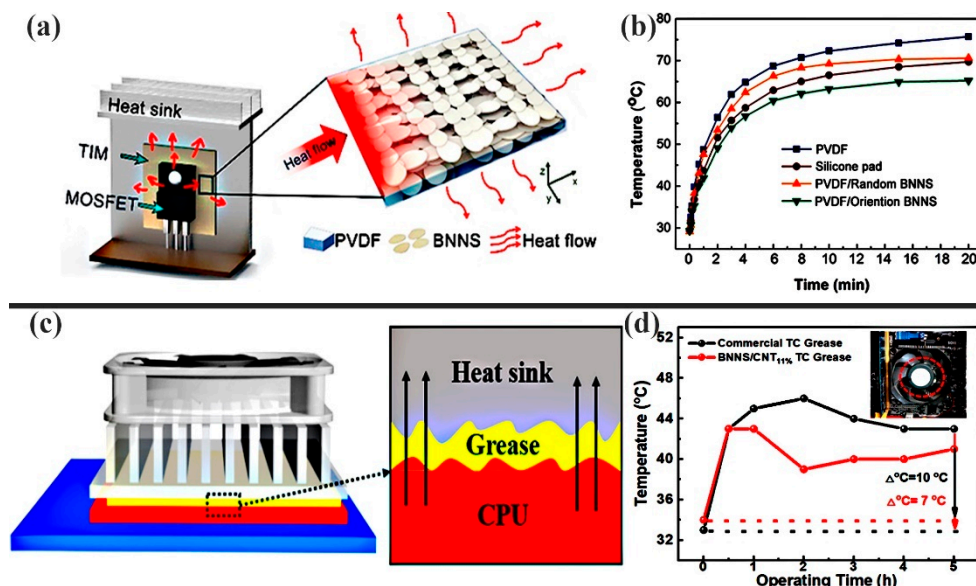 (a)
Heat sink
TIM
MOSFET
Heat flow
z
x
y
PVDF
BNNS
Heat flow
(b)
Temperature (°C)
80
70
60
50
40
30
0 2 4 6 8 10 12 14 16 18 20
Time (min)
PVDF
Silicone pad
PVDF/Random BNNS
PVDF/Oriention BNNS
(c)
Heat sink
Grease
CPU
(d)
Temperature (°C)
48
44
40
36
32
0 1 2 3 4 5
Operating Time (h)
Commercial TC Grease
BNNS/CNT11% TC Grease
△°C=10 °C
△°C= 7 °C